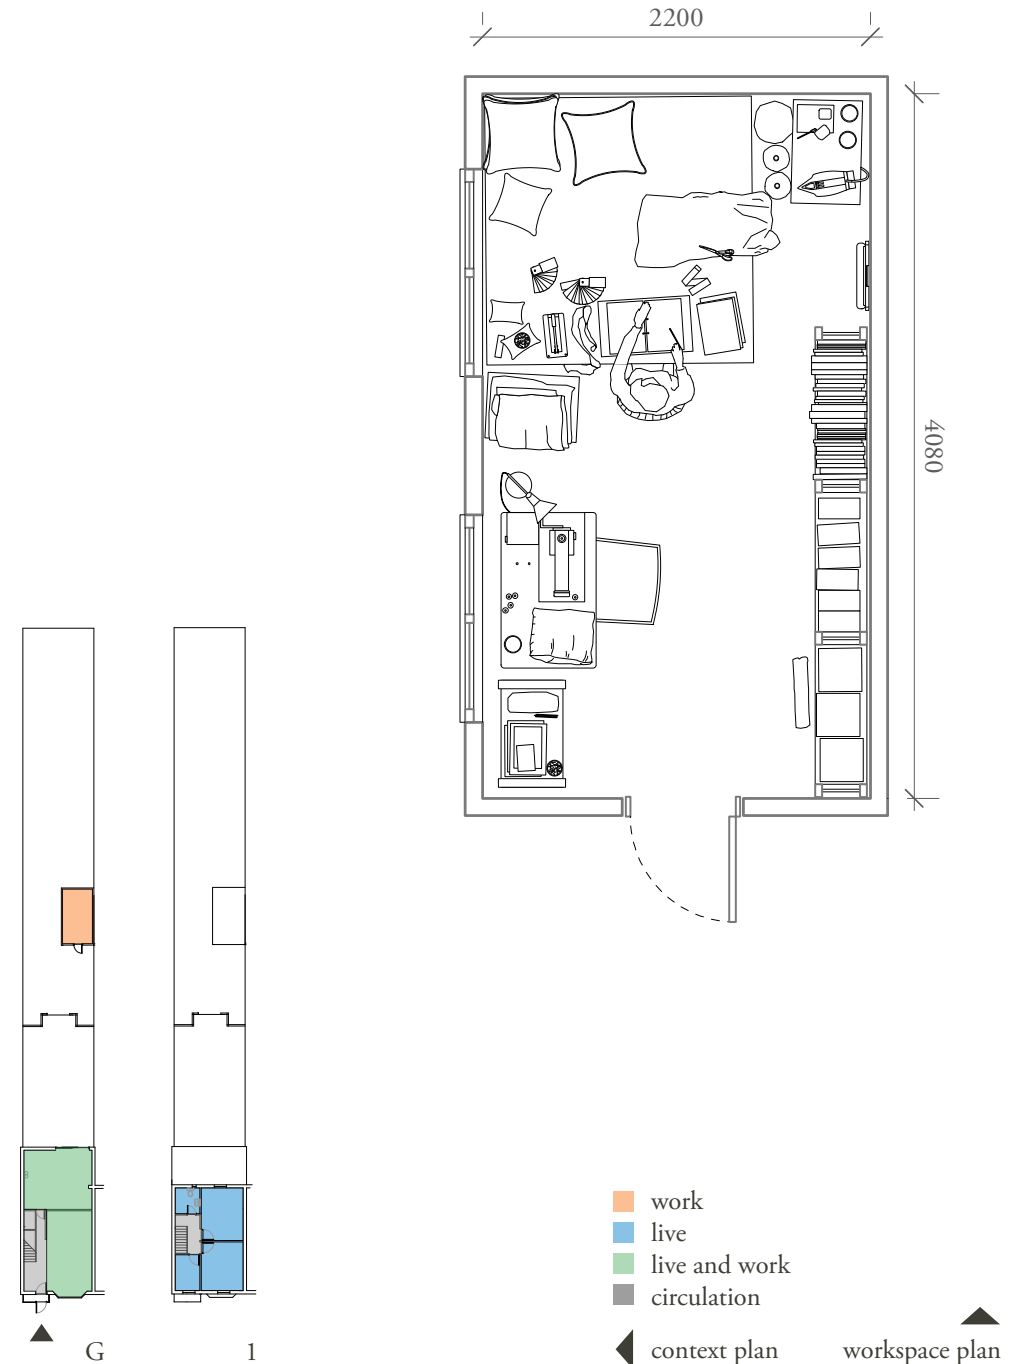 2200
4080
work
live
live and work
circulation
G
1
context plan
workspace plan